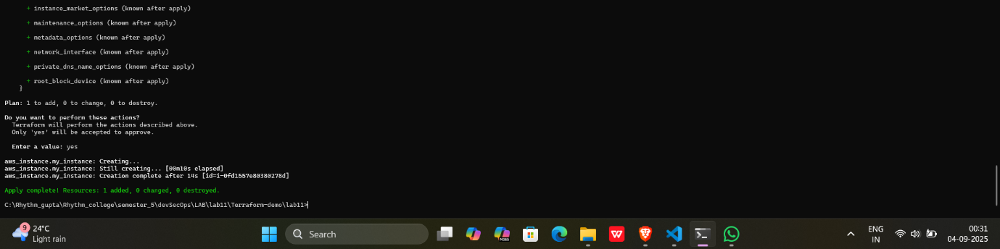 + instance_market_options (known after apply)
+ maintenance_options (known after apply)
+ metadata_options (known after apply)
+ network_interface (known after apply)
+ private_dns_name_options (known after apply)
+ root_block_device (known after apply)
}
Plan: 1 to add, 0 to change, 0 to destroy.
Do you want to perform these actions?
Terraform will perform the actions described above.
Only 'yes' will be accepted to approve.
Enter a value: yes
aws_instance.my_instance: Creating...
aws_instance.my_instance: Still creating... [00m10s elapsed]
aws_instance.my_instance: Creation complete after 14s [id=i-0fd1557e80380278d]
Apply complete! Resources: 1 added, 0 changed, 0 destroyed.
C:\Rhythm_gupta\Rhythm_college\semester_5\devSecOps\LAB\lab11\Terraform-demo\lab11>
9
24°C
Light rain
Search
M365
ENG
IN
00:31
04-09-2025